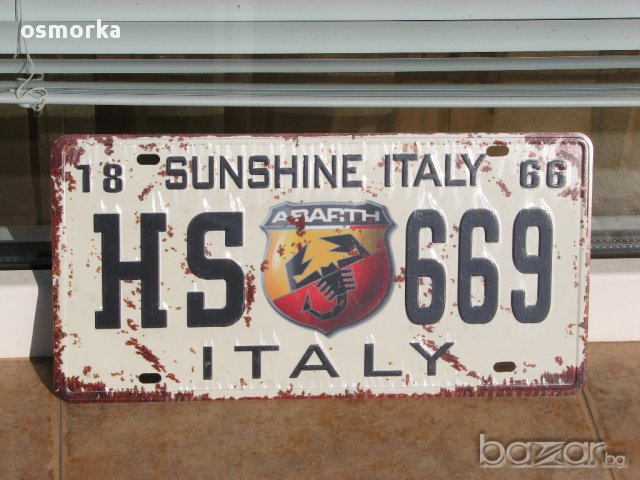 osmorka
18 SUNSHINE ITALY 66
ABARTH
HS 669
ITALY
bazar.bg